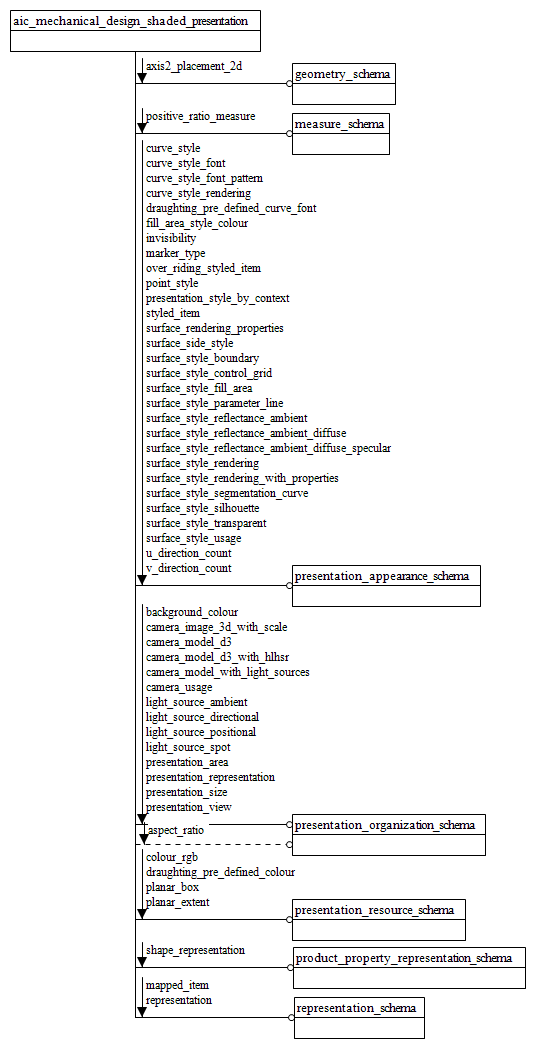 aic_mechanical_design_shaded_presentation
axis2_placement_2d
geometry_schema
positive_ratio_measure
measure_schema
curve_style
curve_style_font
curve_style_font_pattern
curve_style_rendering
draughting_pre_defined_curve_font
fill_area_style_colour
invisibility
marker_type
over_riding_styled_item
point_style
presentation_style_by_context
styled_item
surface_rendering_properties
surface_side_style
surface_style_boundary
surface_style_control_grid
surface_style_fill_area
surface_style_parameter_line
surface_style_reflectance_ambient
surface_style_reflectance_ambient_diffuse
surface_style_reflectance_ambient_diffuse_specular
surface_style_rendering
surface_style_rendering_with_properties
surface_style_segmentation_curve
surface_style_silhouette
surface_style_transparent
surface_style_usage
u_direction_count
v_direction_count
presentation_appearance_schema
background_colour
camera_image_3d_with_scale
camera_model_d3
camera_model_d3_with_hlhsr
camera_model_with_light_sources
camera_usage
light_source_ambient
light_source_directional
light_source_positional
light_source_spot
presentation_area
presentation_representation
presentation_size
presentation_view
presentation_organization_schema
aspect_ratio
colour_rgb
draughting_pre_defined_colour
planar_box
planar_extent
presentation_resource_schema
shape_representation
product_property_representation_schema
mapped_item
representation
representation_schema